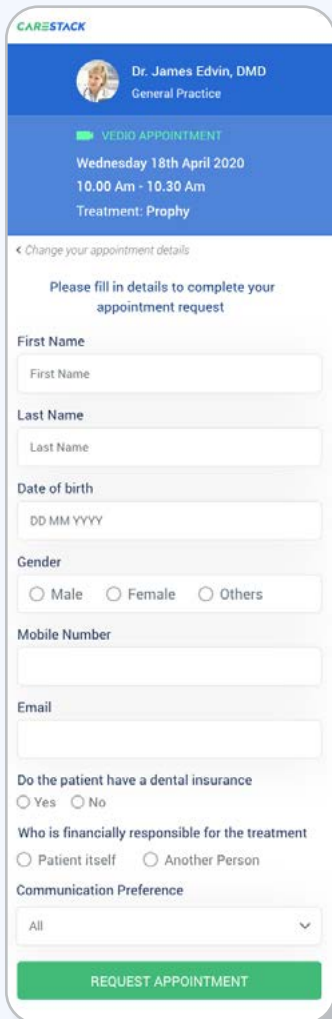 CARESTACK
Dr. James Edvin, DMD
General Practice
VEDIO APPOINTMENT
Wednesday 18th April 2020
10.00 Am - 10.30 Am
Treatment: Prophy
< Change your appointment details
Please fill in details to complete your
appointment request
First Name
First Name
Last Name
Last Name
Date of birth
DD MM YYYY
Gender
Male Female Others
Mobile Number
Email
Do the patient have a dental insurance
Yes No
Who is financially responsible for the treatment
Patient itself Another Person
Communication Preference
All
REQUEST APPOINTMENT